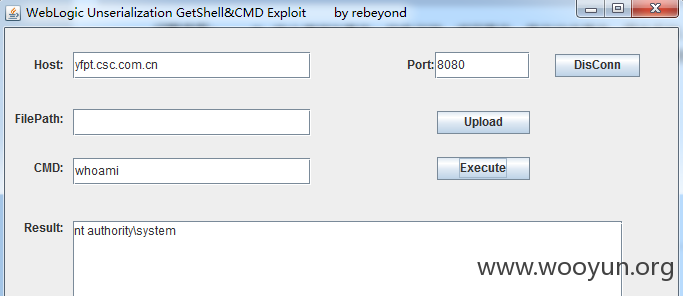 WebLogic Unserialization GetShell&CMD Exploit by rebeyond
Host: yfpt.csc.com.cn Port: 8080 DisConn
FilePath: Upload
CMD: whoami Execute
Result: nt authority\system
www.wooyun.org